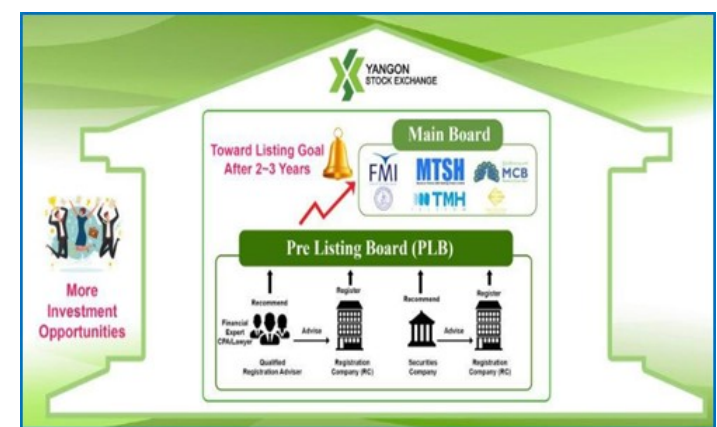 YANGON
STOCK EXCHANGE
Toward Listing Goal
After 2~3 Years
Main Board
FMI
MTSH
MCB
TMH
Pre Listing Board (PLB)
More
Investment
Opportunities
Recommend
Register
Recommend
Register
Financial
Expert
CPA/Lawyer
Advise
Advise
Qualified
Registration Adviser
Registration
Company (RC)
Securities
Company
Registration
Company (RC)